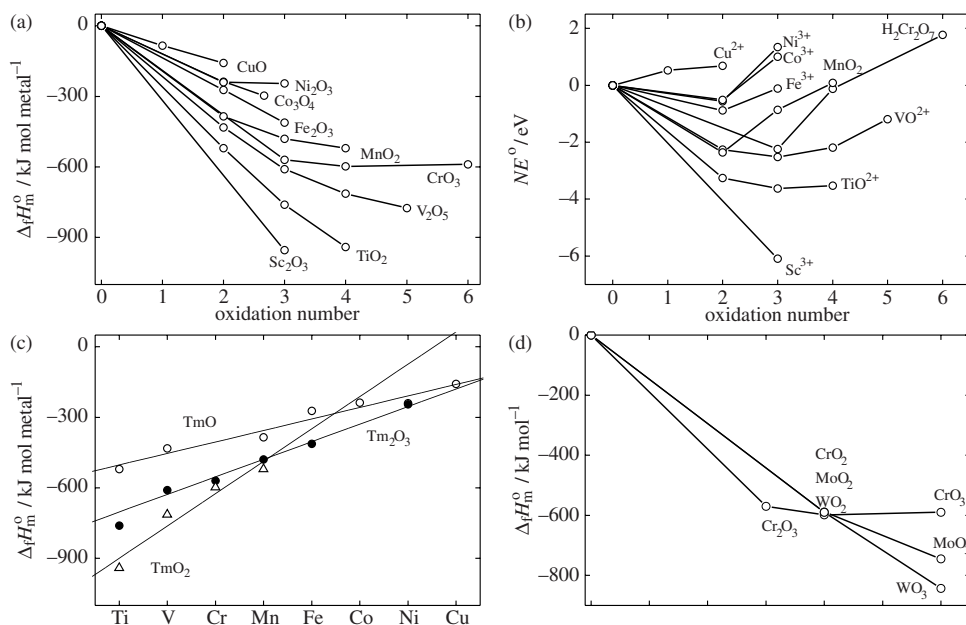 (a)
0
−300
−600
−900
Δ_fH_m^o / kJ mol metal^−1
CuO
Ni₂O₃
Co₃O₄
Fe₂O₃
MnO₂
CrO₃
V₂O₅
TiO₂
Sc₂O₃
0 1 2 3 4 5 6
oxidation number
(b)
2
0
−2
−4
−6
NE^o / eV
H₂Cr₂O₇
Ni³⁺
Cu²⁺
Co³⁺
MnO₂
Fe³⁺
VO²⁺
TiO²⁺
Sc³⁺
0 1 2 3 4 5 6
oxidation number
(c)
0
−300
−600
−900
Δ_fH_m^o / kJ mol metal^−1
TmO
Tm₂O₃
TmO₂
Ti V Cr Mn Fe Co Ni Cu
(d)
0
−200
−400
−600
−800
Δ_fH_m^o / kJ mol^−1
CrO₂
MoO₂
WO₂
CrO₃
Cr₂O₃
MoO
WO₃